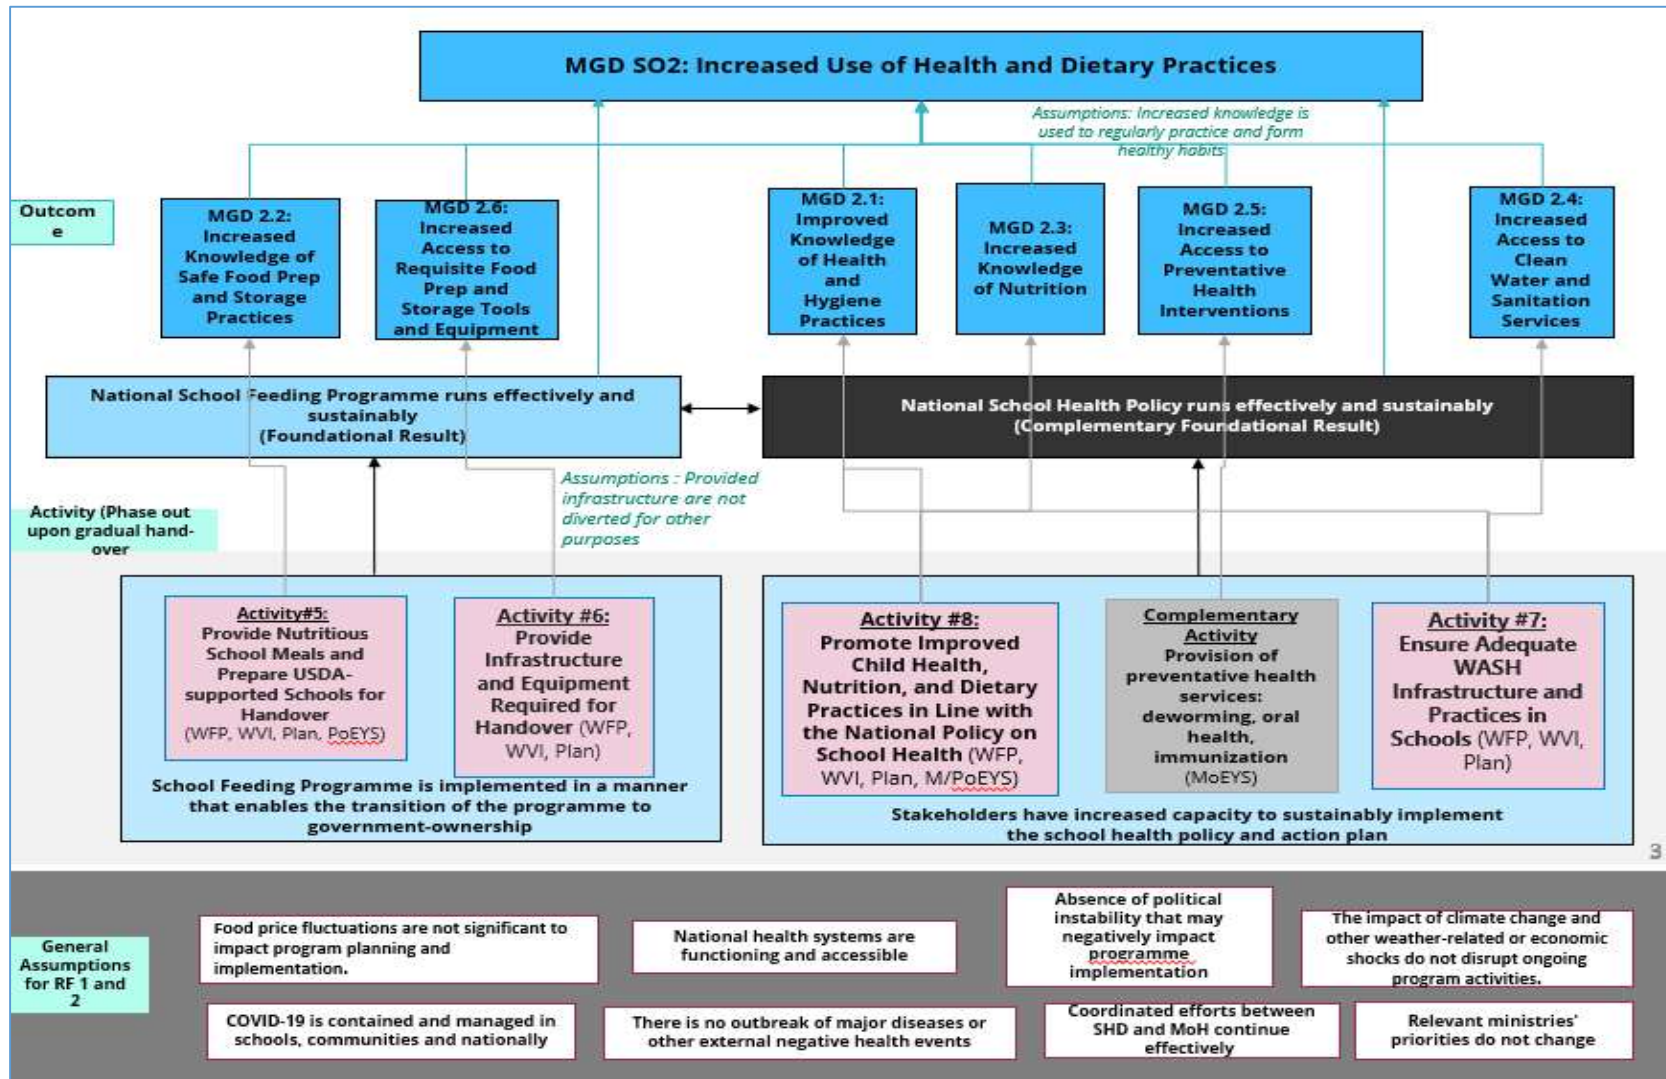 MGD SO2: Increased Use of Health and Dietary Practices
Assumptions: Increased knowledge is
used to regularly practice and form
healthy habits
Outcom
e
MGD 2.2:
Increased
Knowledge of
Safe Food Prep
and Storage
Practices
MGD 2.6:
Increased
Access to
Requisite Food
Prep and
Storage Tools
and Equipment
MGD 2.1:
Improved
Knowledge
of Health
and
Hygiene
Practices
MGD 2.3:
Increased
Knowledge
of Nutrition
MGD 2.5:
Increased
Access to
Preventative
Health
Interventions
MGD 2.4:
Increased
Access to
Clean
Water and
Sanitation
Services
National School Feeding Programme runs effectively and
sustainably
(Foundational Result)
National School Health Policy runs effectively and sustainably
(Complementary Foundational Result)
Assumptions : Provided
infrastructure are not
diverted for other
purposes
Activity (Phase out
upon gradual hand-
over
Activity#5:
Provide Nutritious
School Meals and
Prepare USDA-
supported Schools for
Handover
(WFP, WVI, Plan, PoEYS)
Activity #6:
Provide
Infrastructure
and Equipment
Required for
Handover (WFP,
WVI, Plan)
School Feeding Programme is implemented in a manner
that enables the transition of the programme to
government-ownership
Activity #8:
Promote Improved
Child Health,
Nutrition, and Dietary
Practices in Line with
the National Policy on
School Health (WFP,
WVI, Plan, M/PoEYS)
Complementary
Activity
Provision of
preventative health
services:
deworming, oral
health,
immunization
(MoEYS)
Activity #7:
Ensure Adequate
WASH
Infrastructure and
Practices in
Schools (WFP, WVI,
Plan)
Stakeholders have increased capacity to sustainably implement
the school health policy and action plan
3
General
Assumptions
for RF 1 and
2
Food price fluctuations are not significant to
impact program planning and
implementation.
National health systems are
functioning and accessible
Absence of political
instability that may
negatively impact
programme
implementation
The impact of climate change and
other weather-related or economic
shocks do not disrupt ongoing
program activities.
COVID-19 is contained and managed in
schools, communities and nationally
There is no outbreak of major diseases or
other external negative health events
Coordinated efforts between
SHD and MoH continue
effectively
Relevant ministries'
priorities do not change